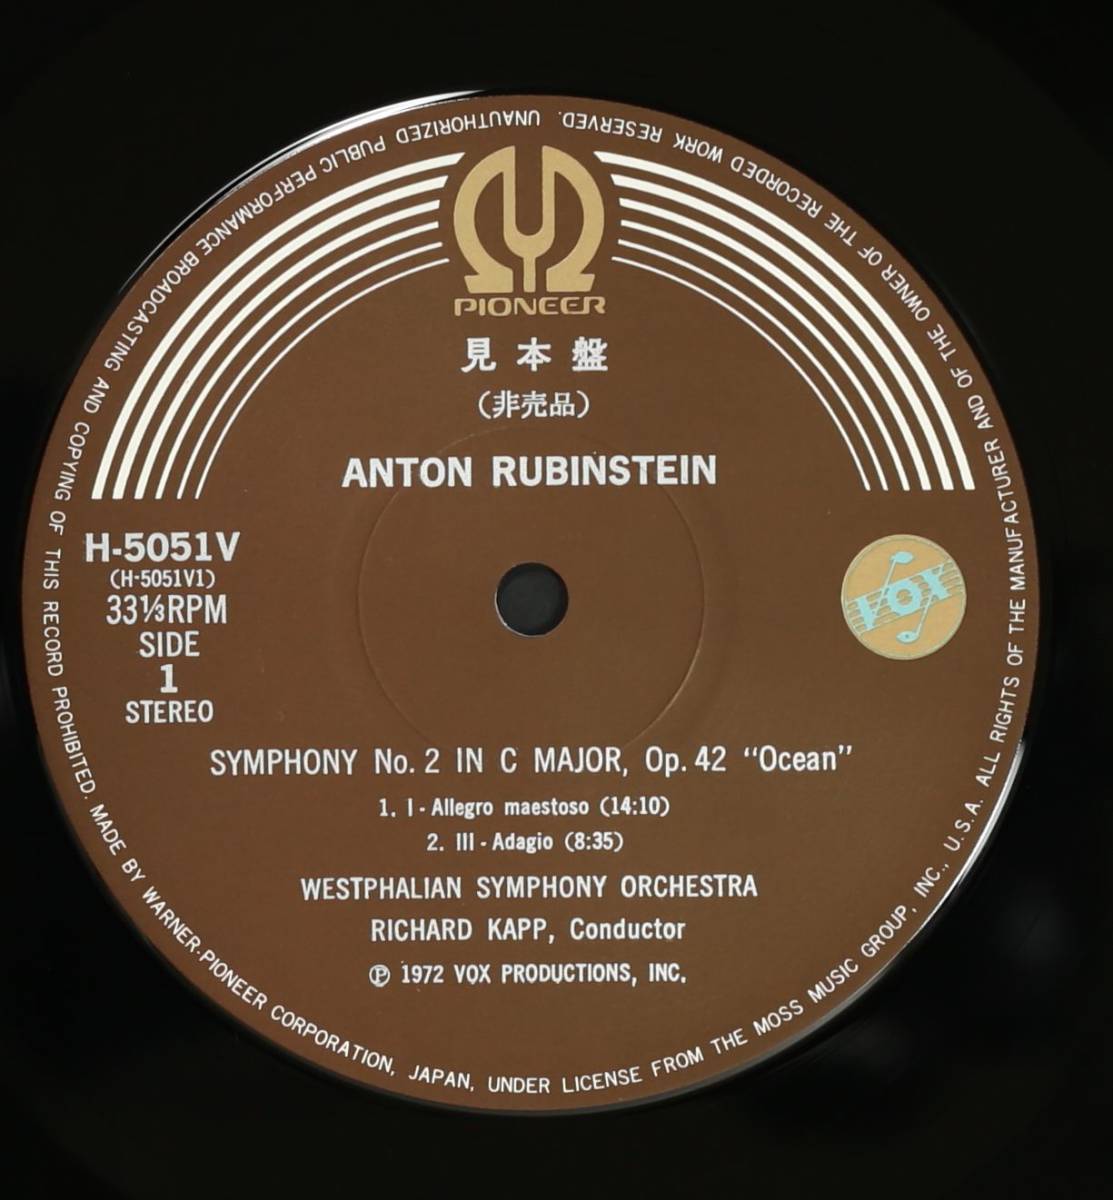 PIONEER
見本盤
(非売品)
ANTON RUBINSTEIN
H-5051V
(H-5051V1)
33⅓RPM
SIDE
1
STEREO
VOX
SYMPHONY No. 2 IN C MAJOR, Op. 42 “Ocean”
1. I - Allegro maestoso (14:10)
2. III - Adagio (8:35)
WESTPHALIAN SYMPHONY ORCHESTRA
RICHARD KAPP, Conductor
Ⓟ 1972 VOX PRODUCTIONS, INC.
ALL RIGHTS OF THE MANUFACTURER AND OF THE OWNER OF THE RECORDED WORK RESERVED. UNAUTHORIZED PUBLIC PERFORMANCE BROADCASTING AND COPYING OF THIS RECORD PROHIBITED. MADE BY WARNER-PIONEER CORPORATION, JAPAN, UNDER LICENSE FROM THE MOSS MUSIC GROUP, INC., U.S.A.